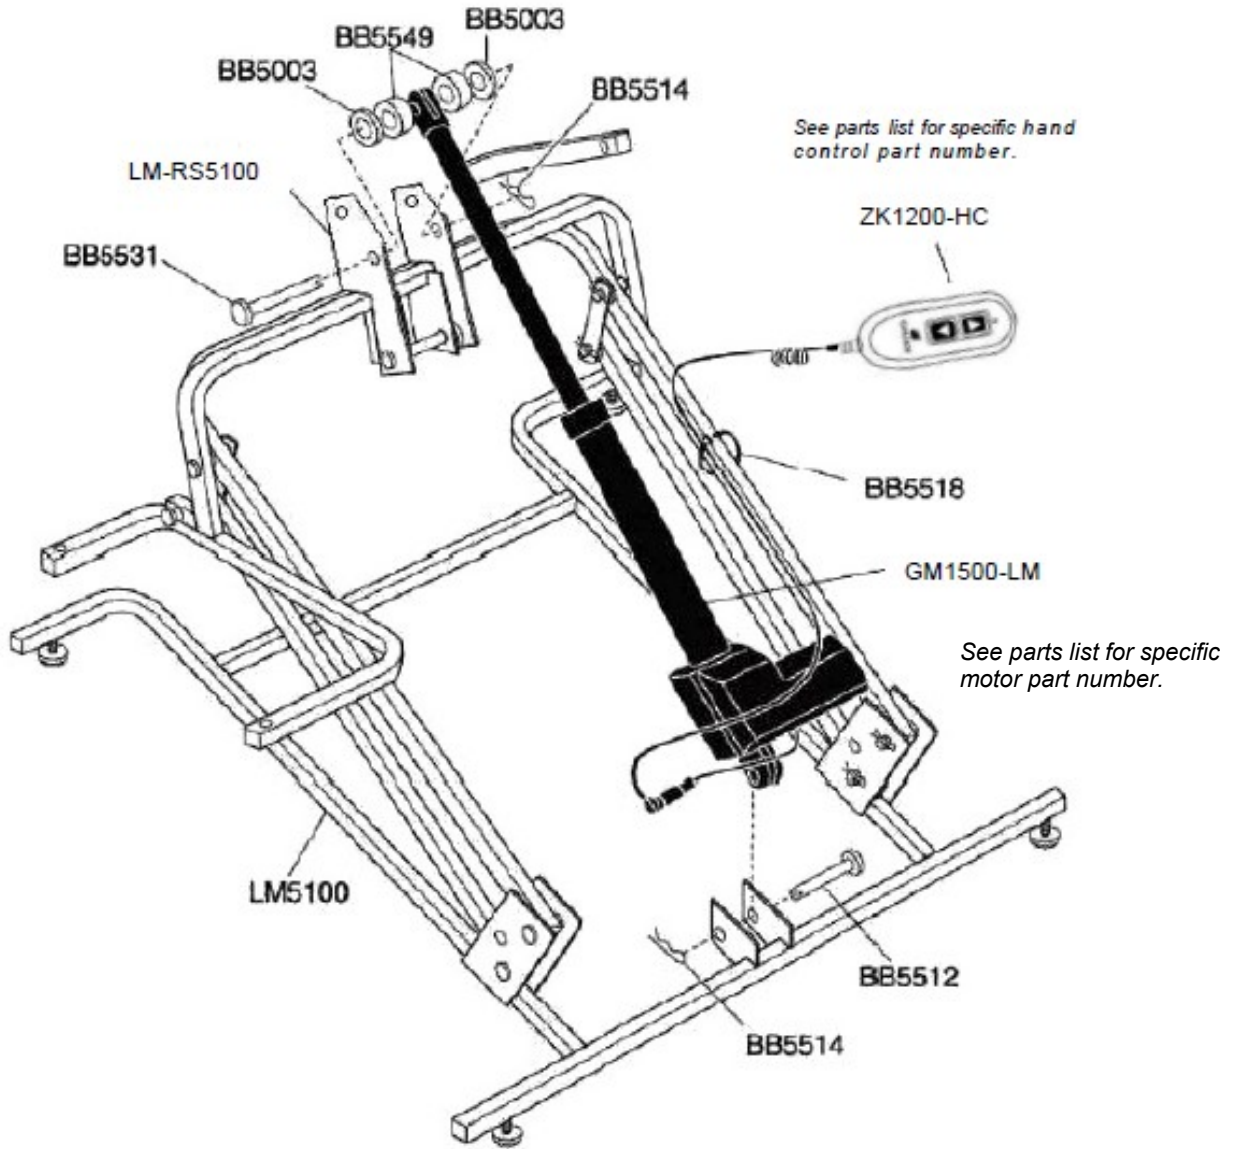 BB5003
BB5549
BB5003
BB5514
See parts list for specific hand
control part number.
LM-RS5100
ZK1200-HC
BB5531
BB5518
GM1500-LM
See parts list for specific
motor part number.
LM5100
BB5512
BB5514